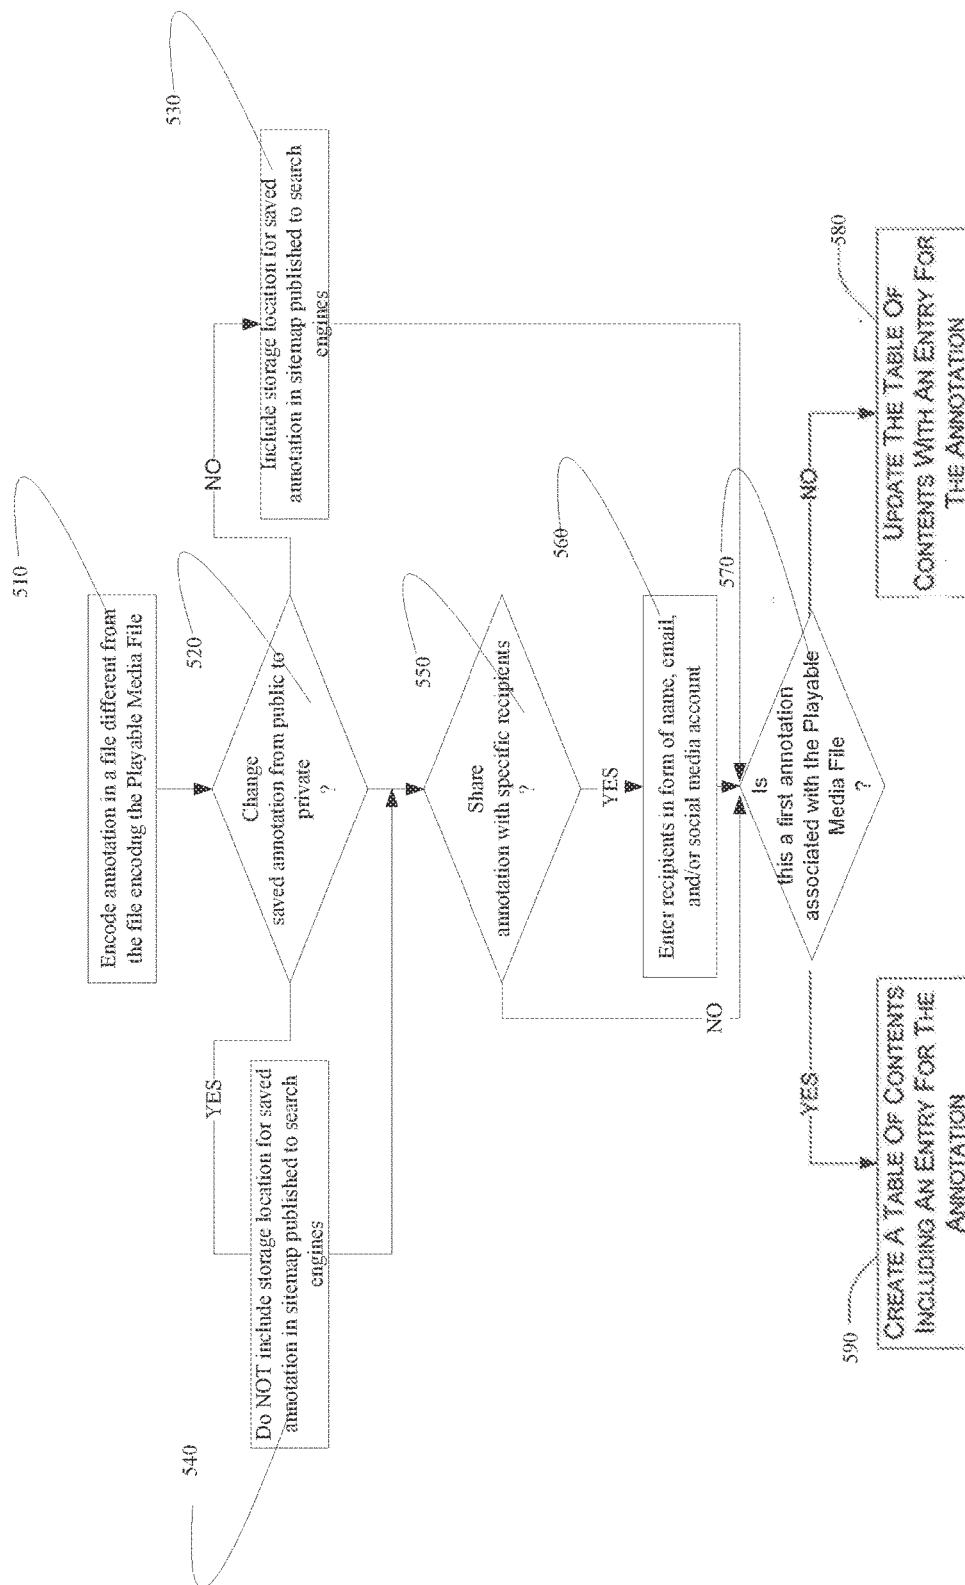 510
Encode annotation in a file different from
the file encodng the Playable Media File
520
Change
saved annotation from public to
private
?
YES
NO
530
Include storage location for saved
annotation in sitemap published to search
engines
540
Do NOT include storage location for saved
annotation in sitemap published to search
engines
550
Share
annotation with specific recipients
?
YES
NO
560
Enter recipients in form of name, email,
and/or social media account
570
Is
this a first annotation
associated with the Playable
Media File
?
YES
NO
580
UPDATE THE TABLE OF
CONTENTS WITH AN ENTRY FOR
THE ANNOTATION
590
CREATE A TABLE OF CONTENTS
INCLUDING AN ENTRY FOR THE
ANNOTATION